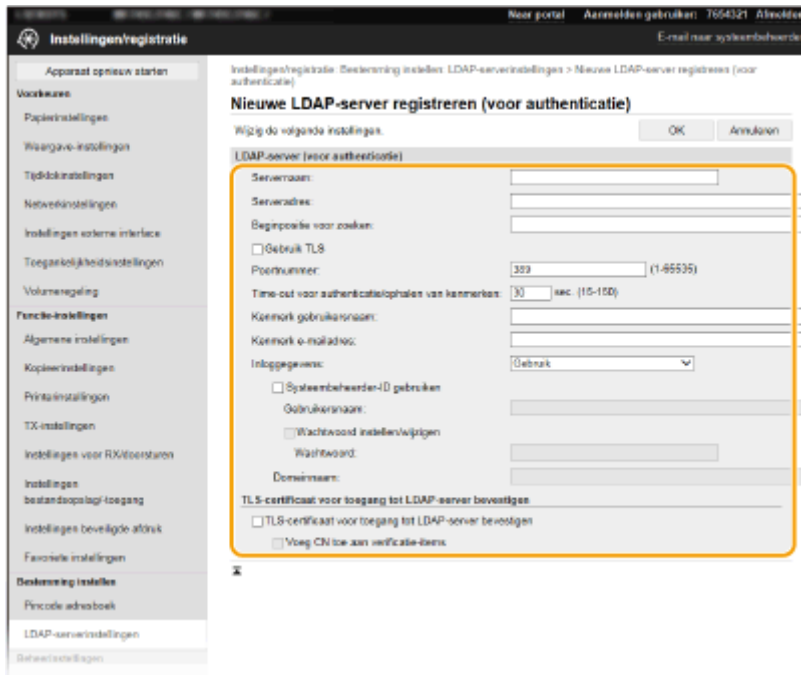 Naar portal Aanmelden gebruiker: 7654321 Afmelden
Instellingen/registratie
E-mail naar systeembeheerder
Apparaat opnieuw starten
Voorkeuren
Papierinstellingen
Weergave-instellingen
Tijdklokinstellingen
Netwerkinstellingen
Instellingen externe interface
Toegankelijkheidsinstellingen
Volumeregeling
Functie-instellingen
Algemene instellingen
Kopieerinstellingen
Printerinstellingen
TX-instellingen
Instellingen voor RX/doorsturen
Instellingen
bestandsopslag/-toegang
Instellingen beveiligde afdruk
Favoriete instellingen
Bestemming instellen
Pincode adresboek
LDAP-serverinstellingen
Beheerinstellingen
Instellingen/registratie: Bestemming instellen: LDAP-serverinstellingen > Nieuwe LDAP-server registreren (voor
authenticatie)
Nieuwe LDAP-server registreren (voor authenticatie)
Wijzig de volgende instellingen.
OK Annuleren
LDAP-server (voor authenticatie)
Servernaam:
Serveradres:
Beginpositie voor zoeken:
Gebruik TLS
Poortnummer: 389 (1-65535)
Time-out voor authenticatie/ophalen van kenmerken: 30 sec. (15-150)
Kenmerk gebruikersnaam:
Kenmerk e-mailadres:
Inloggegevens: Gebruik
Systeembeheerder-ID gebruiken
Gebruikersnaam:
Wachtwoord instellen/wijzigen
Wachtwoord:
Domeinnaam:
TLS-certificaat voor toegang tot LDAP-server bevestigen
TLS-certificaat voor toegang tot LDAP-server bevestigen
Voeg CN toe aan verificatie-items